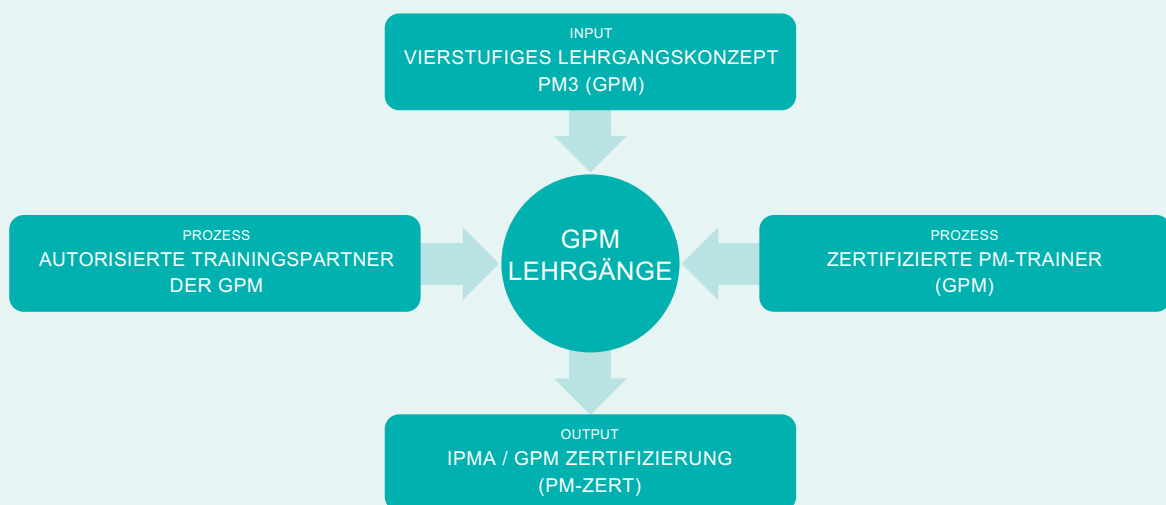 INPUT
VIERSTUFIGES LEHRGANGSKONZEPT
PM3 (GPM)
PROZESS
AUTORISIERTE TRAININGSPARTNER
DER GPM
GPM
LEHRGÄNGE
PROZESS
ZERTIFIZIERTE PM-TRAINER
(GPM)
OUTPUT
IPMA / GPM ZERTIFIZIERUNG
(PM-ZERT)